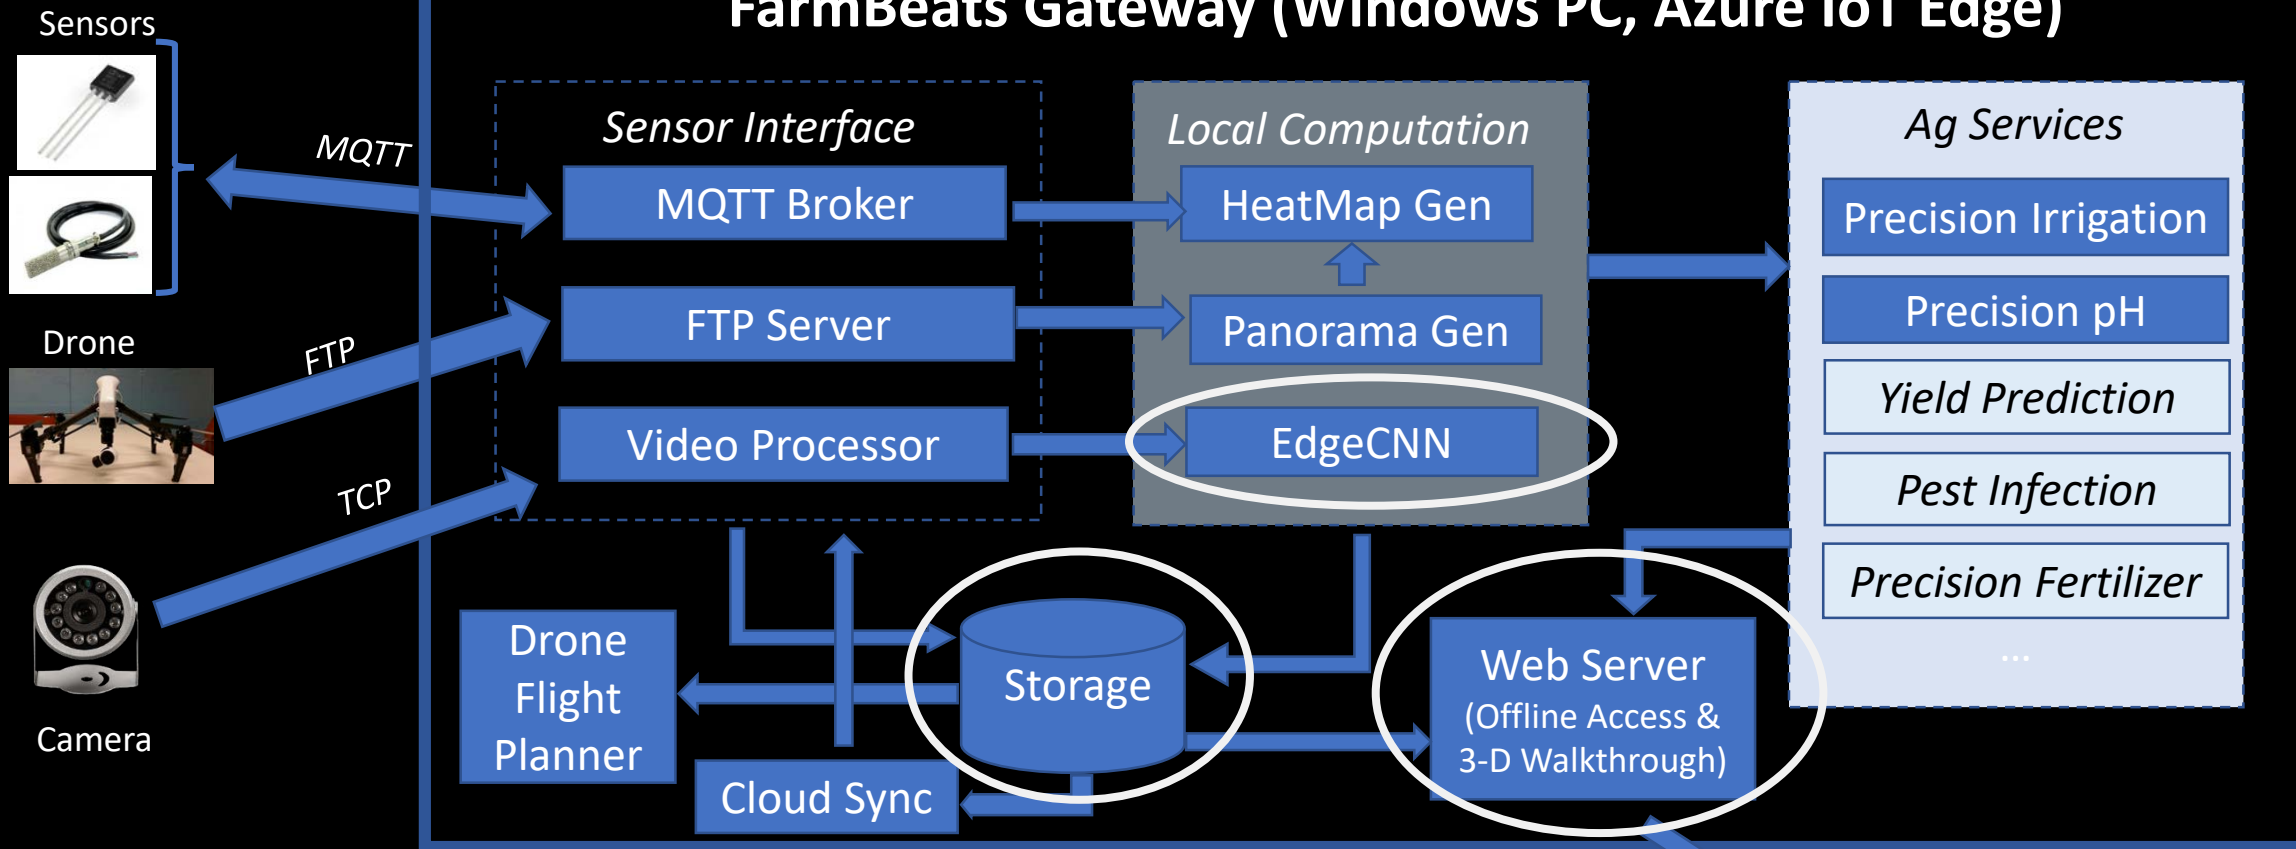 FarmBeats Gateway (Windows PC, Azure IoT Edge)
Sensors
MQTT
Drone
FTP
TCP
Camera
Sensor Interface
MQTT Broker
FTP Server
Video Processor
Local Computation
HeatMap Gen
Panorama Gen
EdgeCNN
Ag Services
Precision Irrigation
Precision pH
Yield Prediction
Pest Infection
Precision Fertilizer
...
Drone
Flight
Planner
Cloud Sync
Storage
Web Server
(Offline Access &
3-D Walkthrough)